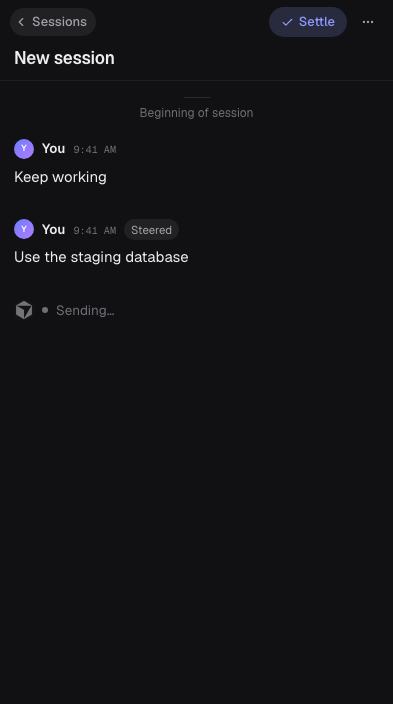 Sessions
Settle
New session
Beginning of session
Y You 9:41 AM
Keep working
Y You 9:41 AM Steered
Use the staging database
Sending…